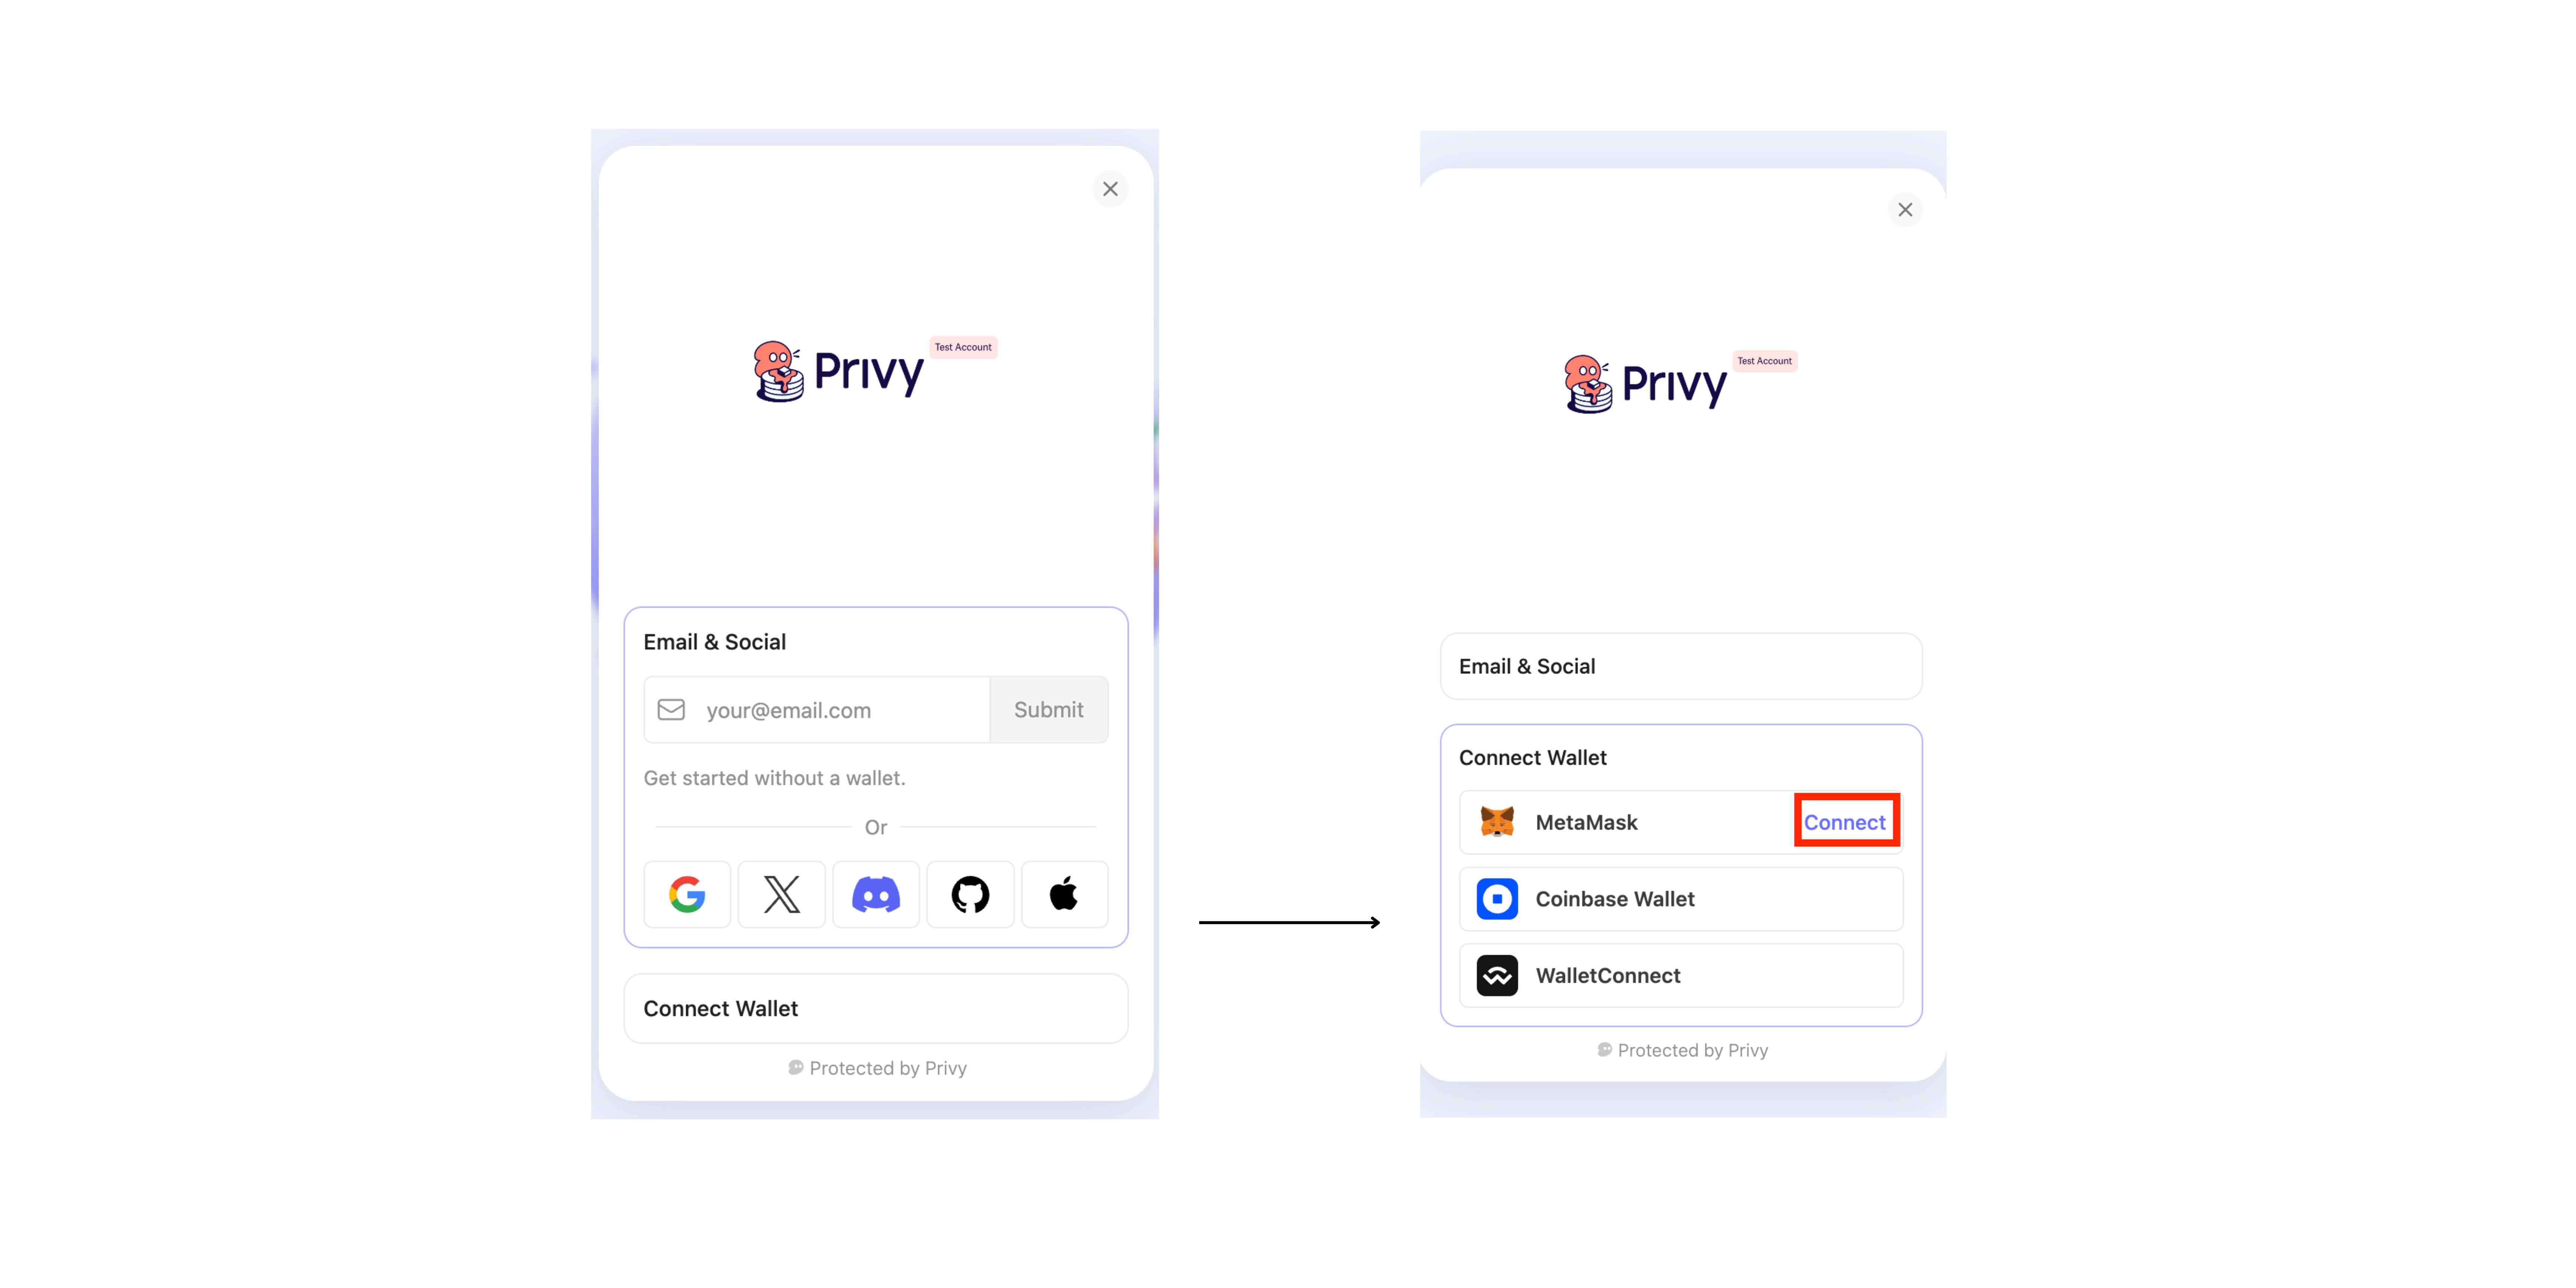 Privy
Test Account
Email & Social
your@email.com
Submit
Get started without a wallet.
Or
Connect Wallet
Protected by Privy
Privy
Test Account
Email & Social
Connect Wallet
MetaMask
Connect
Coinbase Wallet
WalletConnect
Protected by Privy